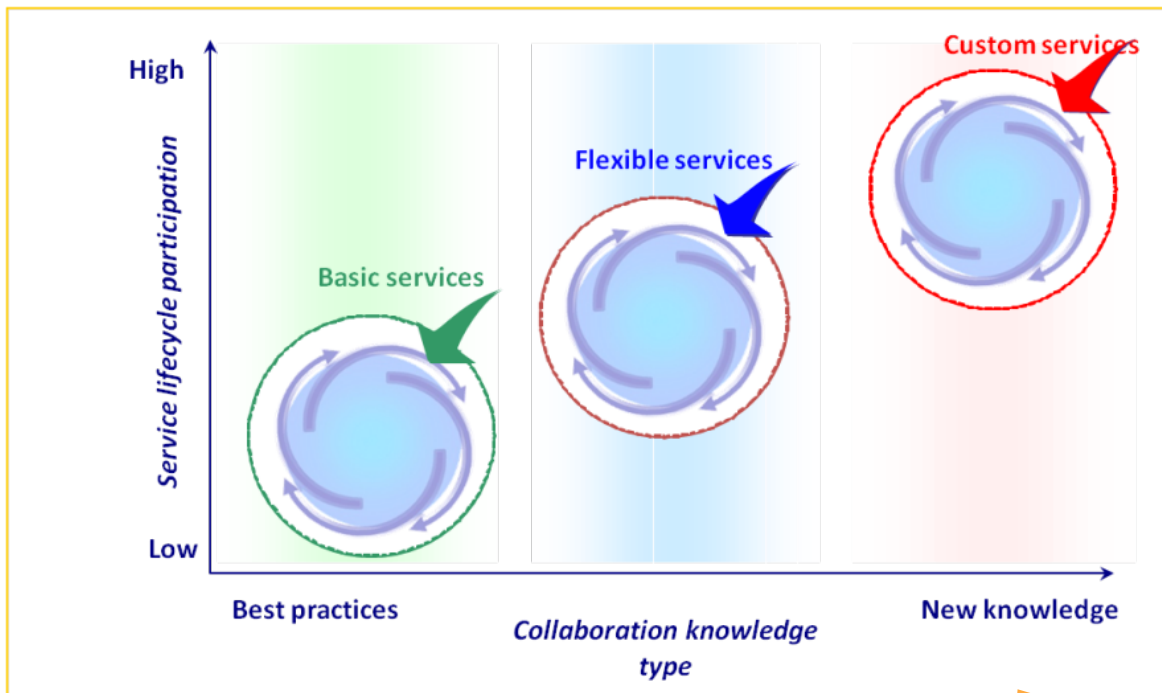 Custom services
High
Flexible services
Service lifecycle participation
Basic services
Low
Best practices
New knowledge
Collaboration knowledge
type